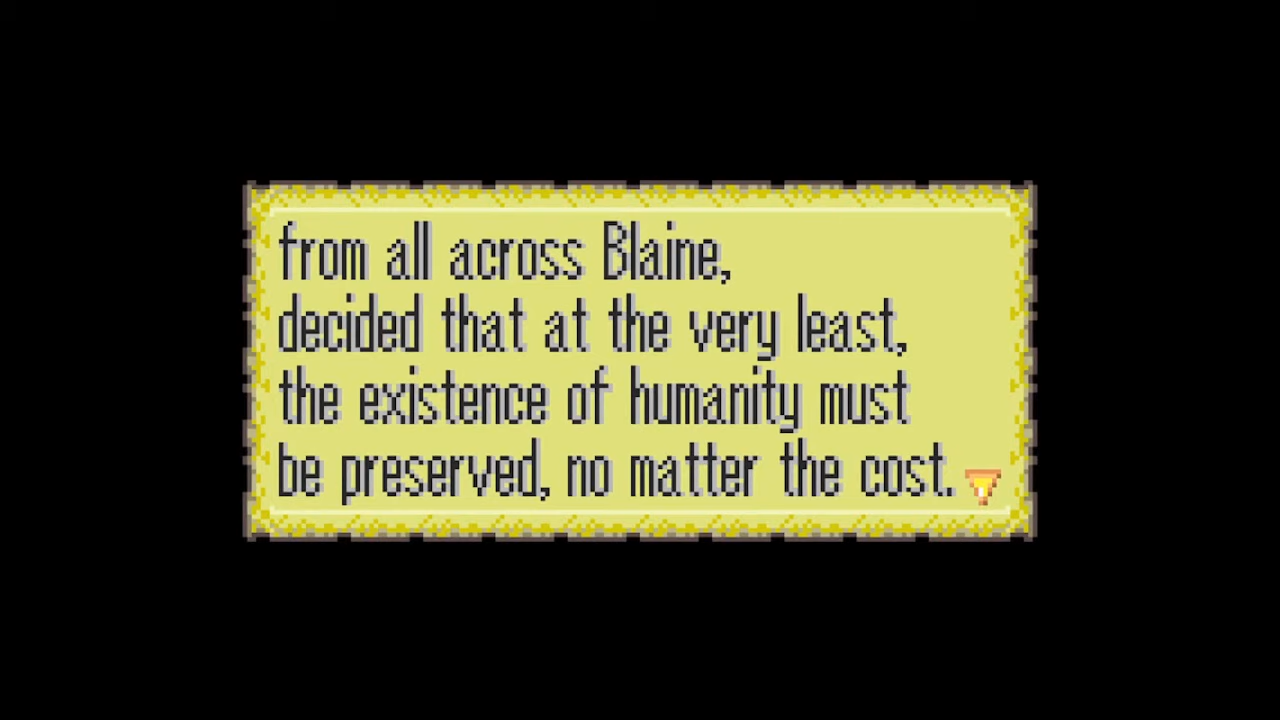 from all across Blaine,
decided that at the very least,
the existence of humanity must
be preserved, no matter the cost.